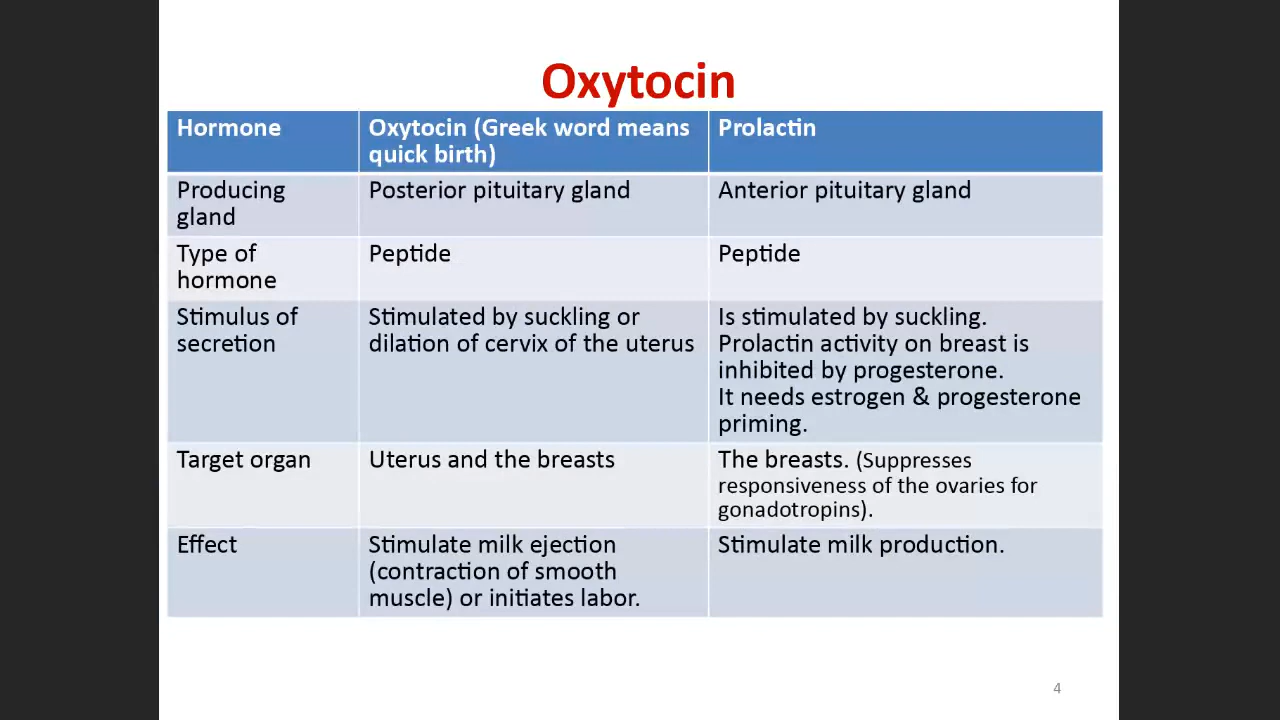 Oxytocin
Hormone
Oxytocin (Greek word means
quick birth)
Prolactin
Producing
gland
Posterior pituitary gland
Anterior pituitary gland
Type of
hormone
Peptide
Peptide
Stimulus of
secretion
Stimulated by suckling or
dilation of cervix of the uterus
Is stimulated by suckling.
Prolactin activity on breast is
inhibited by progesterone.
It needs estrogen & progesterone
priming.
Target organ
Uterus and the breasts
The breasts. (Suppresses
responsiveness of the ovaries for
gonadotropins).
Effect
Stimulate milk ejection
(contraction of smooth
muscle) or initiates labor.
Stimulate milk production.
4